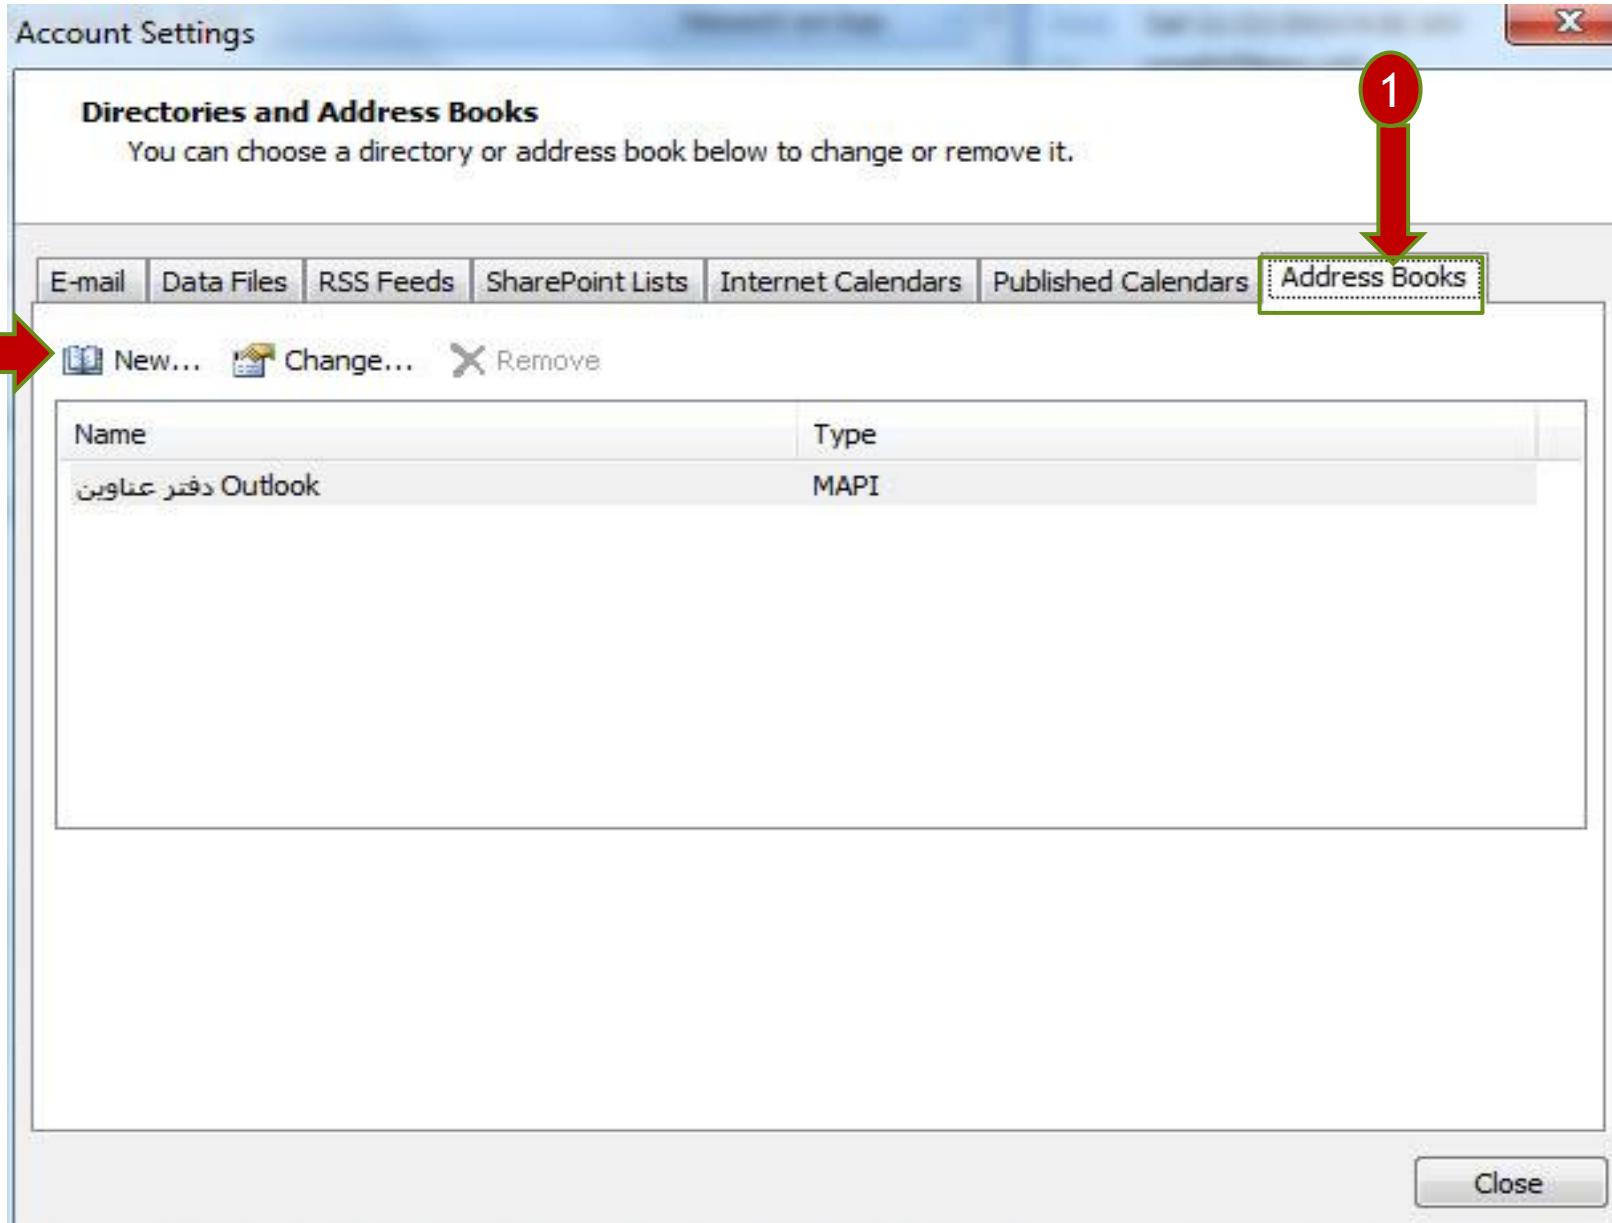 Account Settings
1
Directories and Address Books
You can choose a directory or address book below to change or remove it.
E-mail Data Files RSS Feeds SharePoint Lists Internet Calendars Published Calendars Address Books
New... Change... Remove
Name Type
دفتر عناوين Outlook MAPI
Close